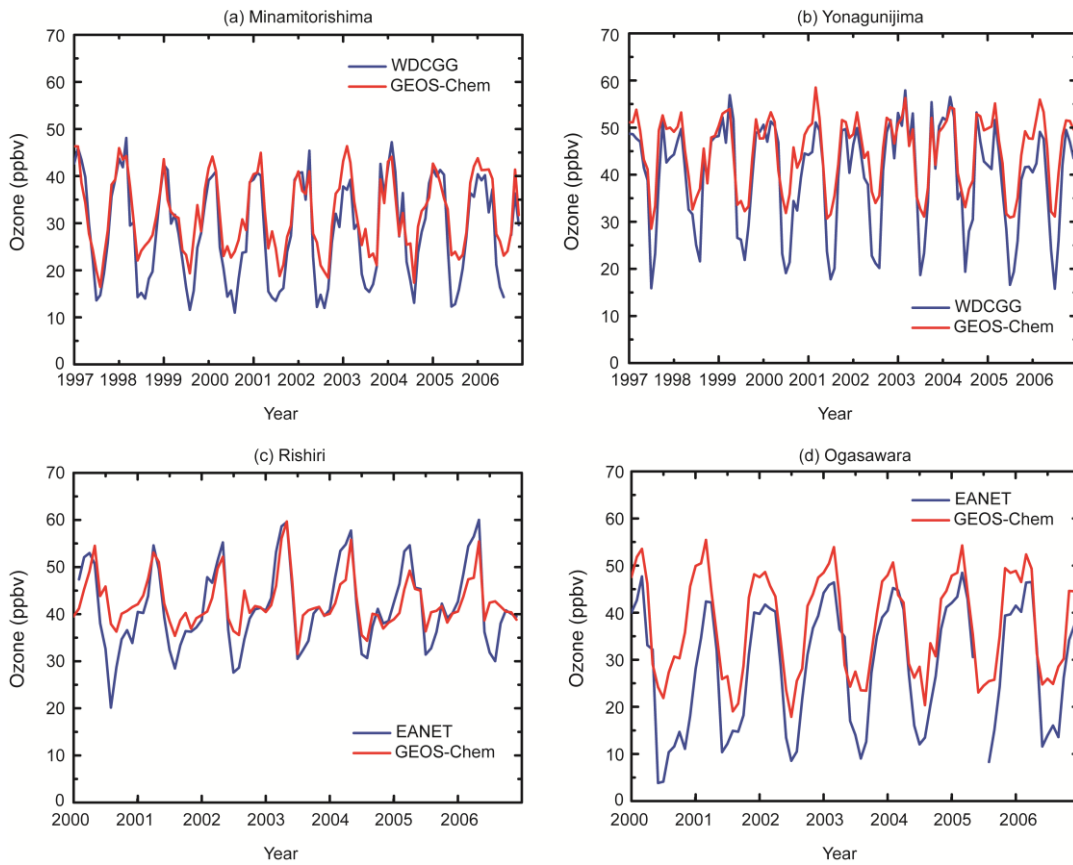 (a) Minamitorishima
70
60
50
40
30
20
10
0
Ozone (ppbv)
WDCGG
GEOS-Chem
1997 1998 1999 2000 2001 2002 2003 2004 2005 2006
Year
(b) Yonagunijima
70
60
50
40
30
20
10
0
Ozone (ppbv)
WDCGG
GEOS-Chem
1997 1998 1999 2000 2001 2002 2003 2004 2005 2006
Year
(c) Rishiri
70
60
50
40
30
20
10
0
Ozone (ppbv)
EANET
GEOS-Chem
2000 2001 2002 2003 2004 2005 2006
Year
(d) Ogasawara
70
60
50
40
30
20
10
0
Ozone (ppbv)
EANET
GEOS-Chem
2000 2001 2002 2003 2004 2005 2006
Year